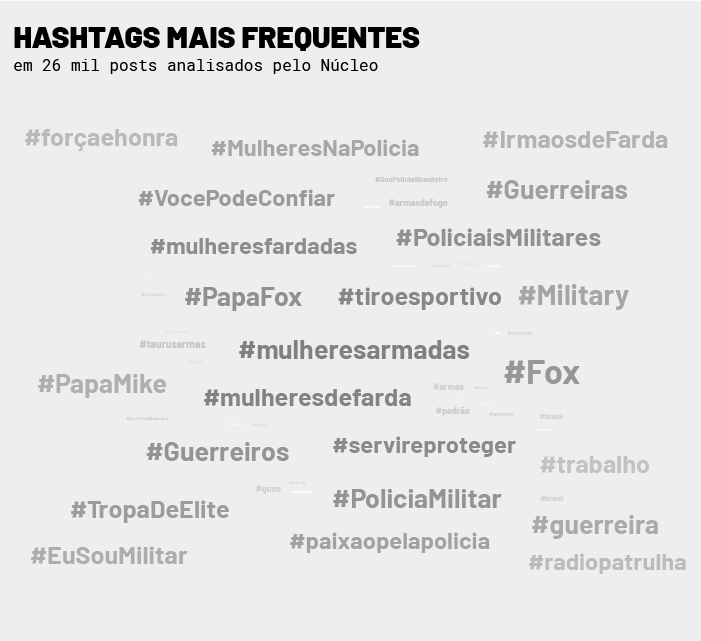 HASHTAGS MAIS FREQUENTES
em 26 mil posts analisados pelo Núcleo
#forçaehonra
#MulheresNaPolicia
#IrmaosdeFarda
#SouPolicialBrasileiro
#VocePodeConfiar
#armasdefogo
#Guerreiras
#mulheresfardadas
#PoliciaisMilitares
#PapaFox
#tiroesportivo
#Military
#taurusarmas
#mulheresarmadas
#Fox
#PapaMike
#armas
#mulheresdefarda
#padrão
#brasil
#Guerreiros
#servireproteger
#trabalho
#guns
#PoliciaMilitar
#imbel
#TropaDeElite
#guerreira
#EuSouMilitar
#paixaopelapolicia
#radiopatrulha